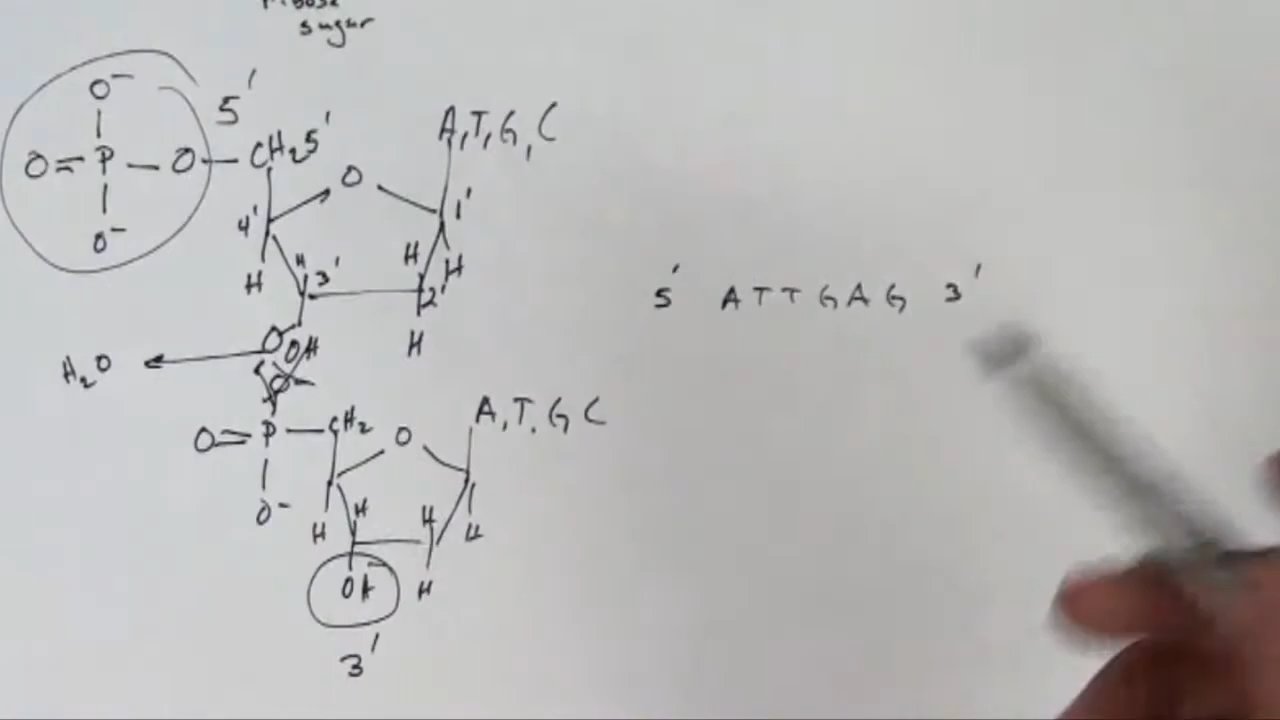 sugar
O⁻
5'
O=P—O—CH₂5'
A,T,G,C
O
4'
1'
O⁻
H
H
3'
H
H
2'
H
O
OH
H₂O
O⁻
O=P—CH₂
O
A,T,G C
O⁻
H
H
H
H
OH⁻
H
3'
5' ATTGAG 3'